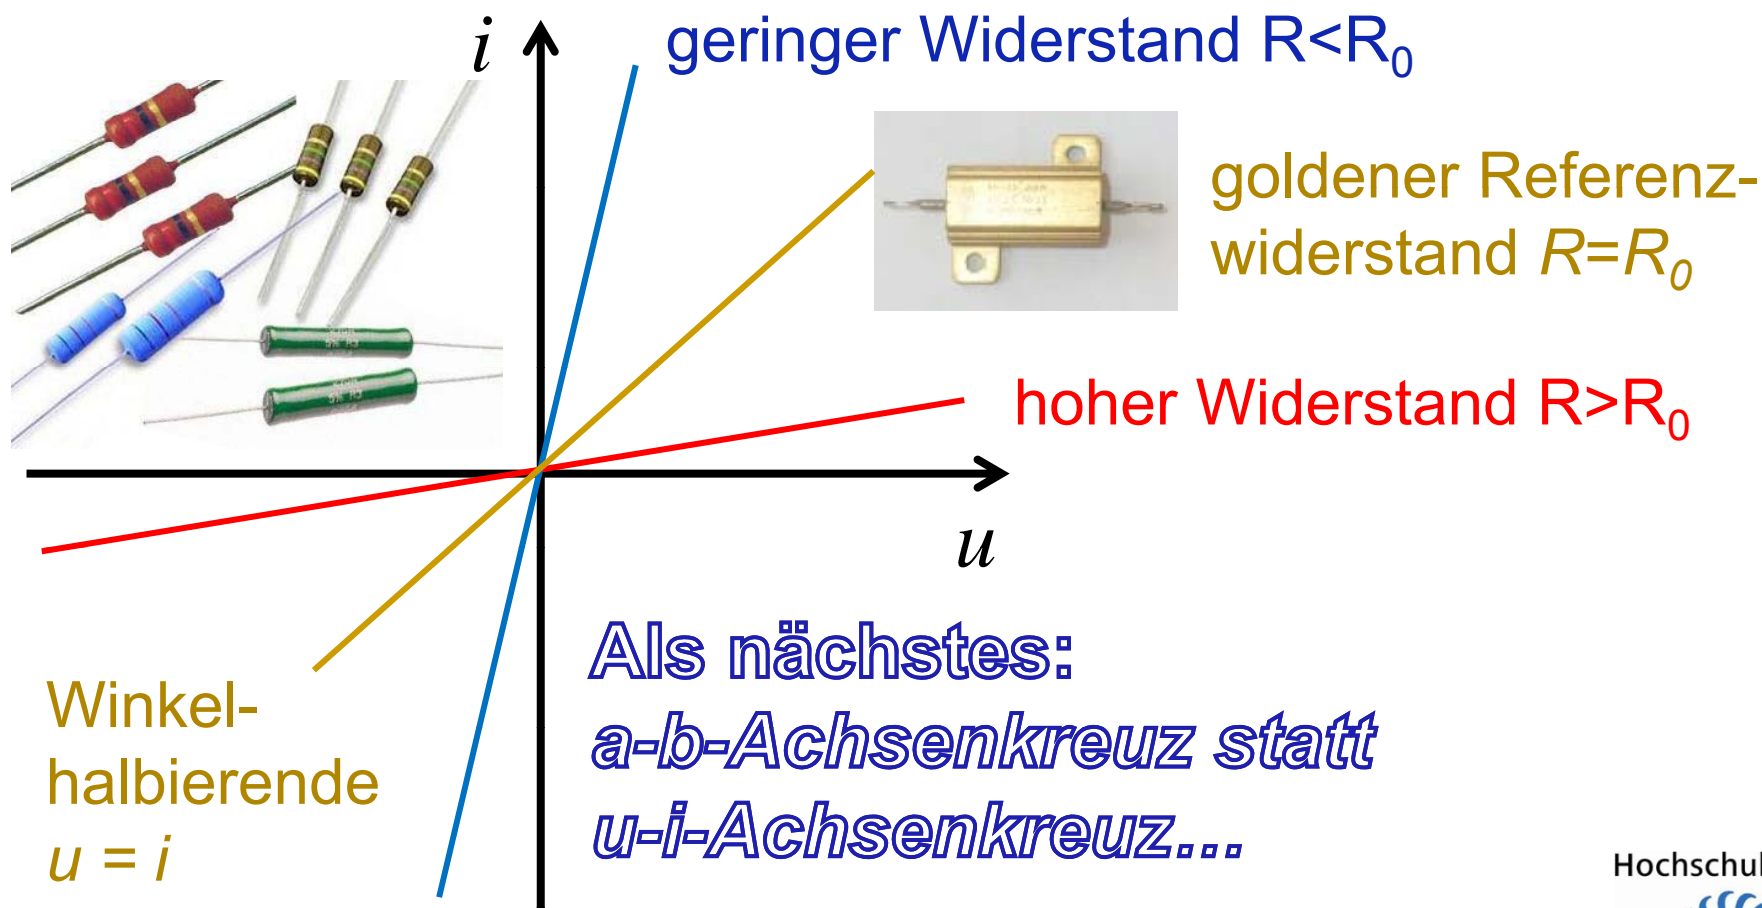 i
geringer Widerstand R<R₀
goldener Referenz-
widerstand R=R₀
hoher Widerstand R>R₀
u
Winkel-
halbierende
u = i
Als nächstes:
a-b-Achsenkreuz statt
u-i-Achsenkreuz...